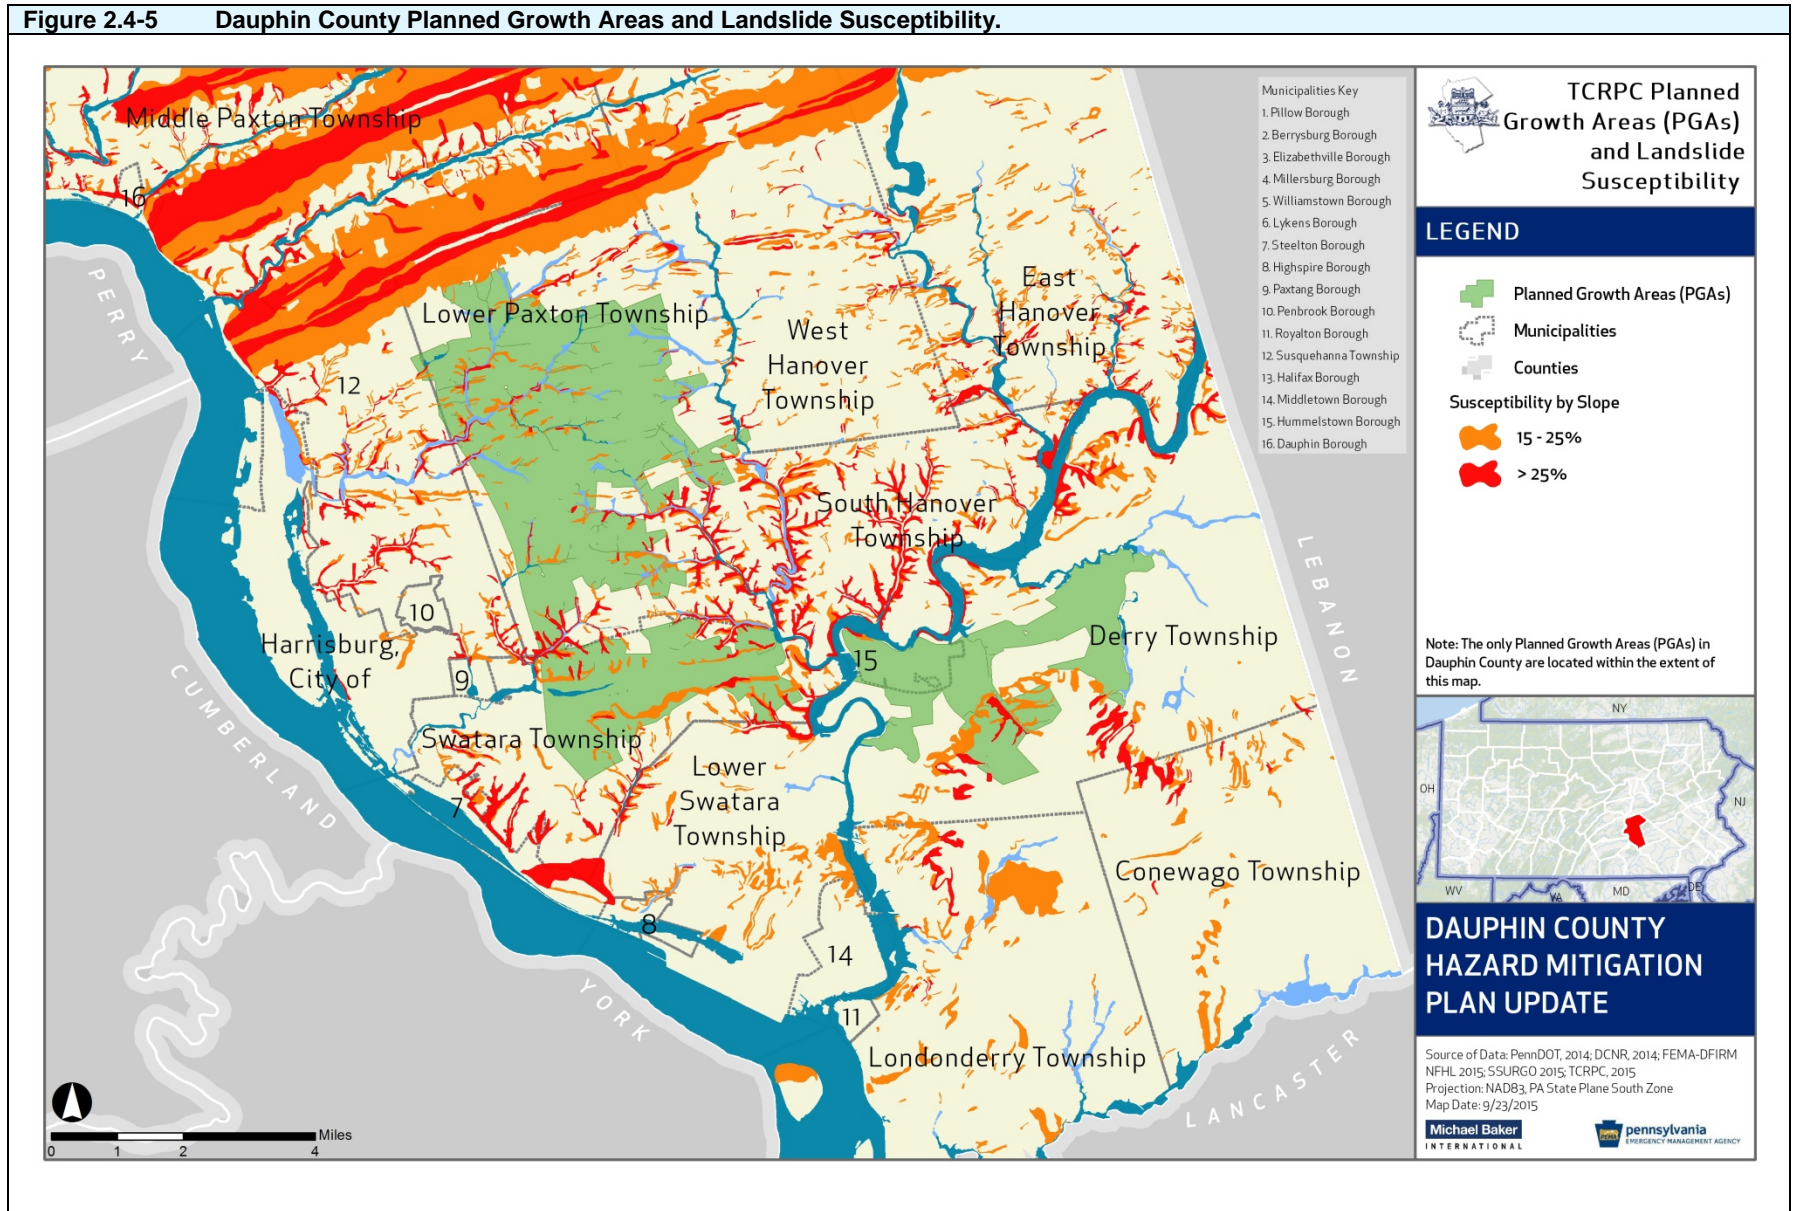 Figure 2.4-5 Dauphin County Planned Growth Areas and Landslide Susceptibility.
Middle Paxton Township
16
PERRY
12
Lower Paxton Township
West
Hanover
Township
East
Hanover
Township
South Hanover
Township
10
Harrisburg,
City of
9
15
Derry Township
LEBANON
CUMBERLAND
Swatara Township
7
Lower
Swatara
Township
Conewago Township
8
14
YORK
11
Londonderry Township
LANCASTER
Miles
0 1 2 4
Municipalities Key
1. Pillow Borough
2. Berrysburg Borough
3. Elizabethville Borough
4. Millersburg Borough
5. Williamstown Borough
6. Lykens Borough
7. Steelton Borough
8. Highspire Borough
9. Paxtang Borough
10. Penbrook Borough
11. Royalton Borough
12. Susquehanna Township
13. Halifax Borough
14. Middletown Borough
15. Hummelstown Borough
16. Dauphin Borough
TCRPC Planned
Growth Areas (PGAs)
and Landslide
Susceptibility
LEGEND
Planned Growth Areas (PGAs)
Municipalities
Counties
Susceptibility by Slope
15 - 25%
> 25%
Note: The only Planned Growth Areas (PGAs) in
Dauphin County are located within the extent of
this map.
NY
OH
NJ
WV
VA
MD
DE
DAUPHIN COUNTY
HAZARD MITIGATION
PLAN UPDATE
Source of Data: PennDOT, 2014; DCNR, 2014; FEMA-DFIRM
NFHL 2015; SSURGO 2015; TCRPC, 2015
Projection: NAD83, PA State Plane South Zone
Map Date: 9/23/2015
Michael Baker
INTERNATIONAL
PEMA
pennsylvania
EMERGENCY MANAGEMENT AGENCY